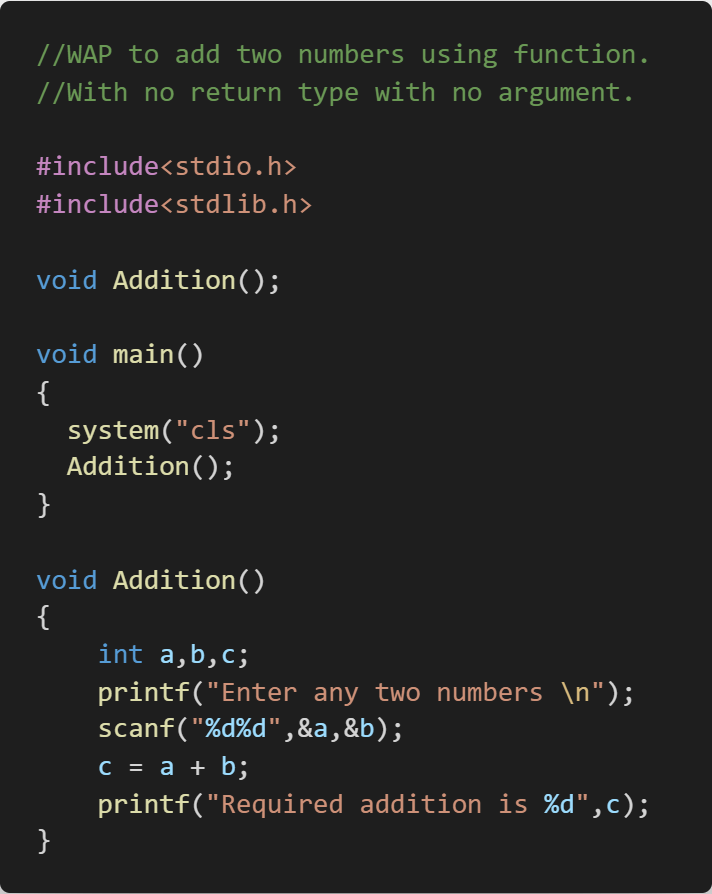 //WAP to add two numbers using function.
//With no return type with no argument.

#include<stdio.h>
#include<stdlib.h>

void Addition();

void main()
{
  system("cls");
  Addition();
}

void Addition()
{
    int a,b,c;
    printf("Enter any two numbers \n");
    scanf("%d%d",&a,&b);
    c = a + b;
    printf("Required addition is %d",c);
}